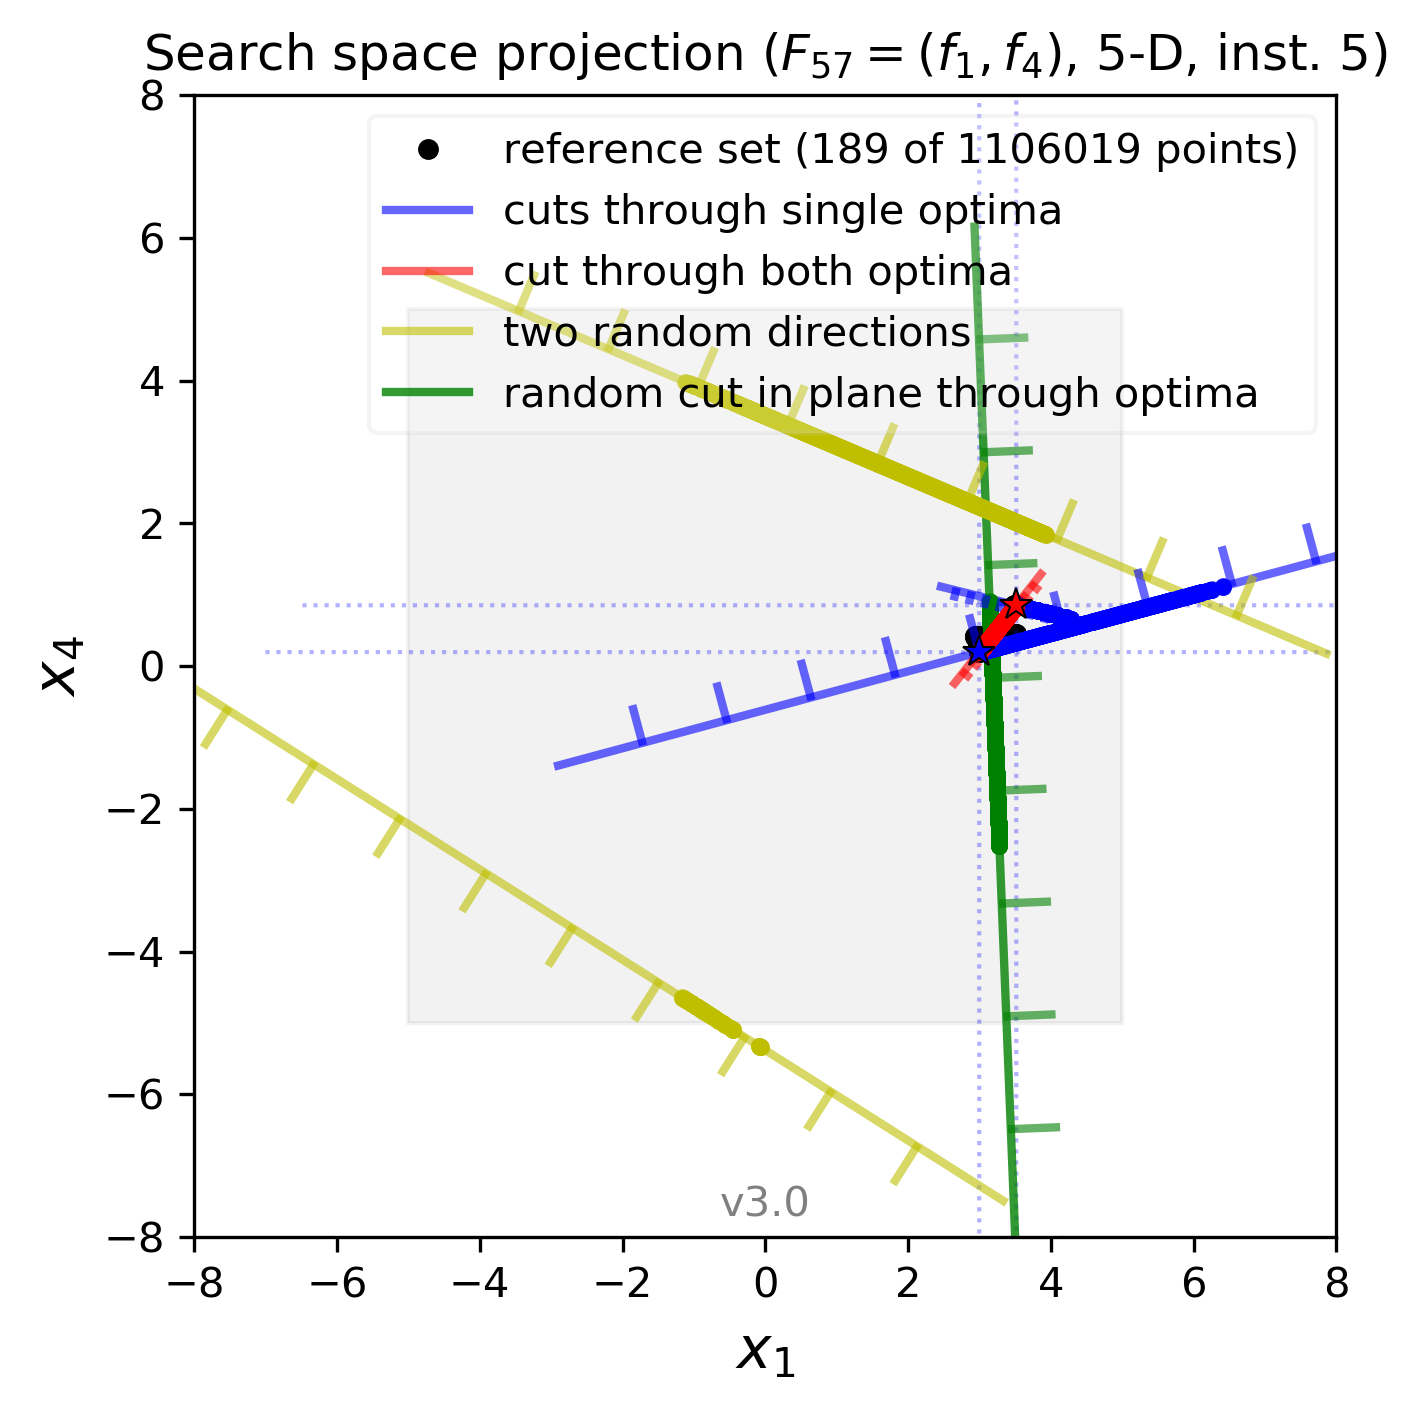 Search space projection (F57 = (f1, f4), 5-D, inst. 5)
reference set (189 of 1106019 points)
cuts through single optima
cut through both optima
two random directions
random cut in plane through optima
8
6
4
2
0
−2
−4
−6
−8
x4
v3.0
−8 −6 −4 −2 0 2 4 6 8
x1